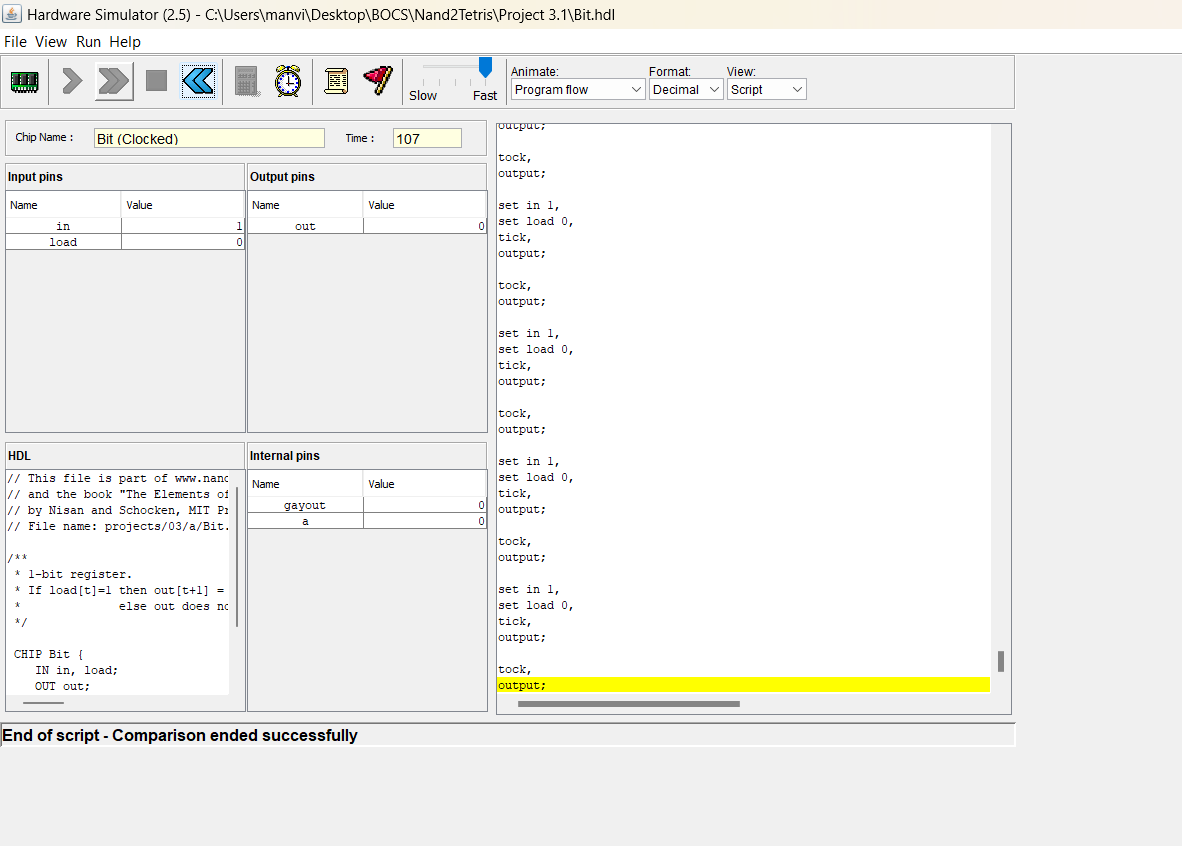 Hardware Simulator (2.5) - C:\Users\manvi\Desktop\BOCS\Nand2Tetris\Project 3.1\Bit.hdl
File View Run Help
Slow Fast
Animate: Format: View:
Program flow Decimal Script
Chip Name : Bit (Clocked) Time : 107
Input pins
Name Value
in 1
load 0
Output pins
Name Value
out 0
HDL
// This file is part of www.nand
// and the book "The Elements of
// by Nisan and Schocken, MIT Pr
// File name: projects/03/a/Bit.
/**
* 1-bit register.
* If load[t]=1 then out[t+1] =
* else out does no
*/
CHIP Bit {
IN in, load;
OUT out;
Internal pins
Name Value
gayout 0
a 0
output;
tock,
output;
set in 1,
set load 0,
tick,
output;
tock,
output;
set in 1,
set load 0,
tick,
output;
tock,
output;
set in 1,
set load 0,
tick,
output;
tock,
output;
set in 1,
set load 0,
tick,
output;
tock,
output;
End of script - Comparison ended successfully